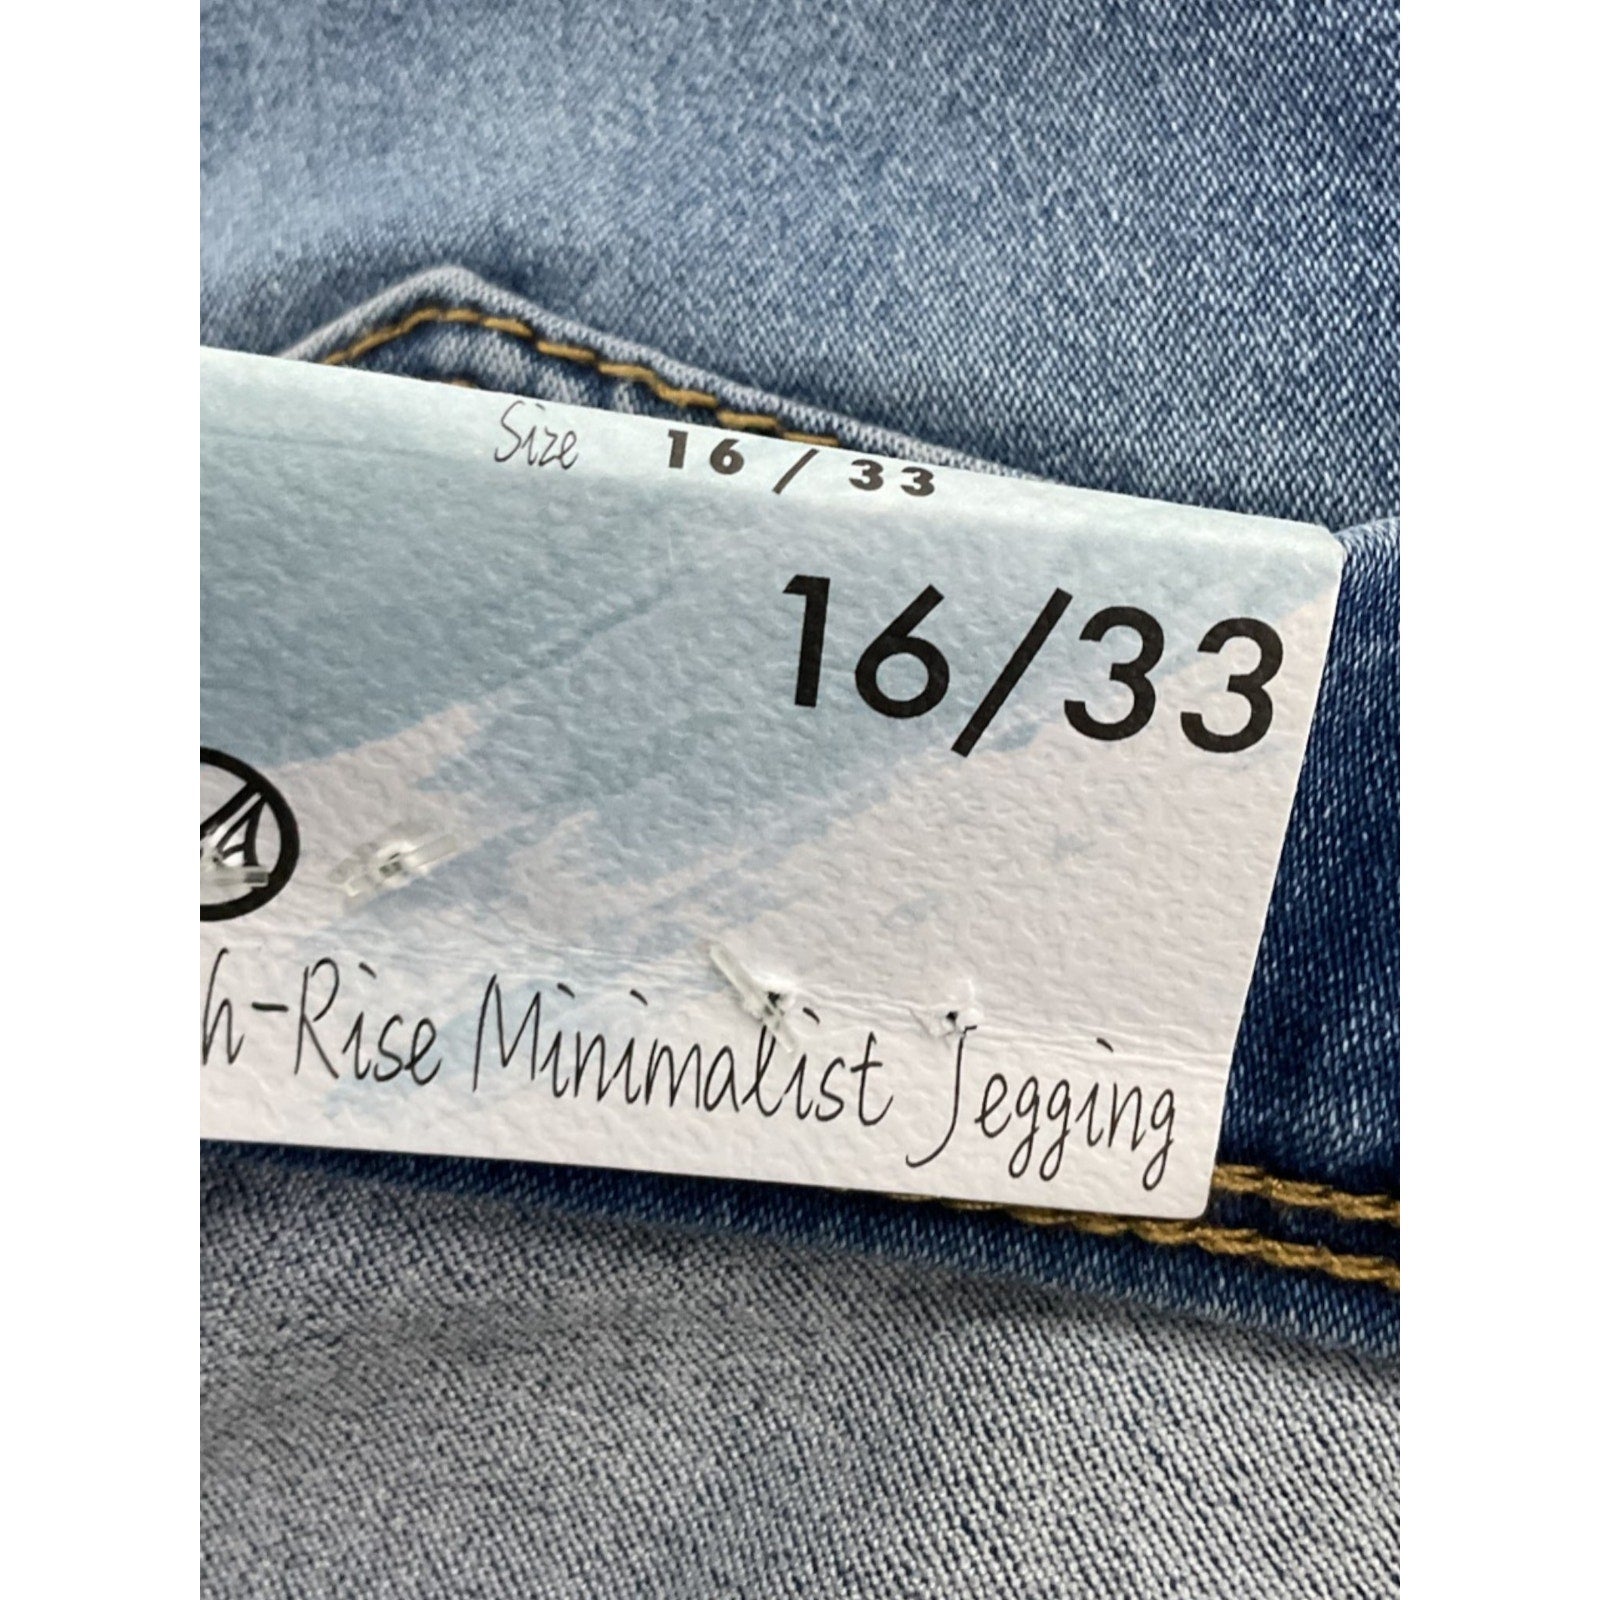 Size 16 / 33
16/33
h-Rise Minimalist Jegging